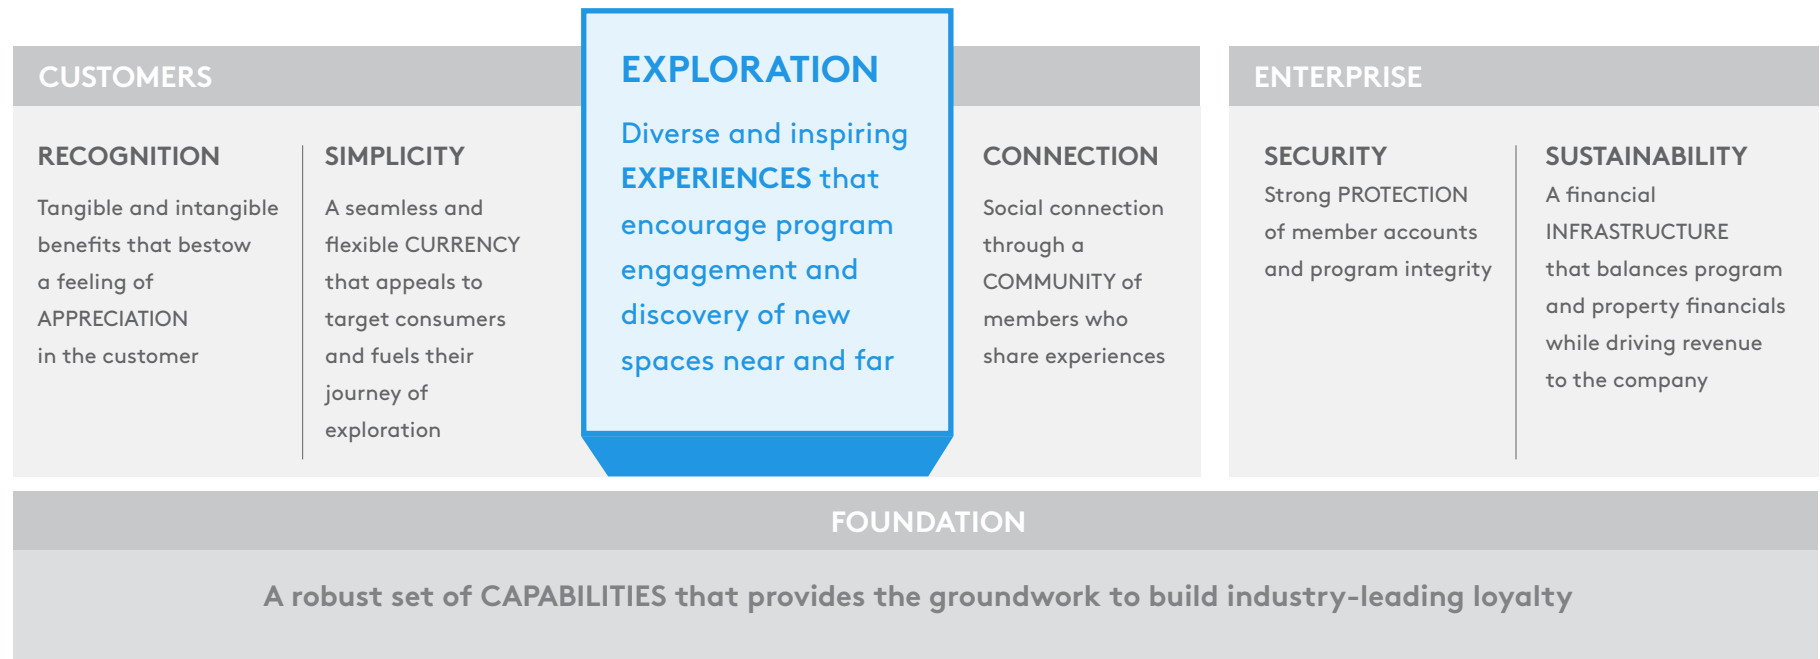 CUSTOMERS
RECOGNITION
Tangible and intangible
benefits that bestow
a feeling of
APPRECIATION
in the customer
SIMPLICITY
A seamless and
flexible CURRENCY
that appeals to
target consumers
and fuels their
journey of
exploration
EXPLORATION
Diverse and inspiring
EXPERIENCES that
encourage program
engagement and
discovery of new
spaces near and far
CONNECTION
Social connection
through a
COMMUNITY of
members who
share experiences
ENTERPRISE
SECURITY
Strong PROTECTION
of member accounts
and program integrity
SUSTAINABILITY
A financial
INFRASTRUCTURE
that balances program
and property financials
while driving revenue
to the company
FOUNDATION
A robust set of CAPABILITIES that provides the groundwork to build industry-leading loyalty